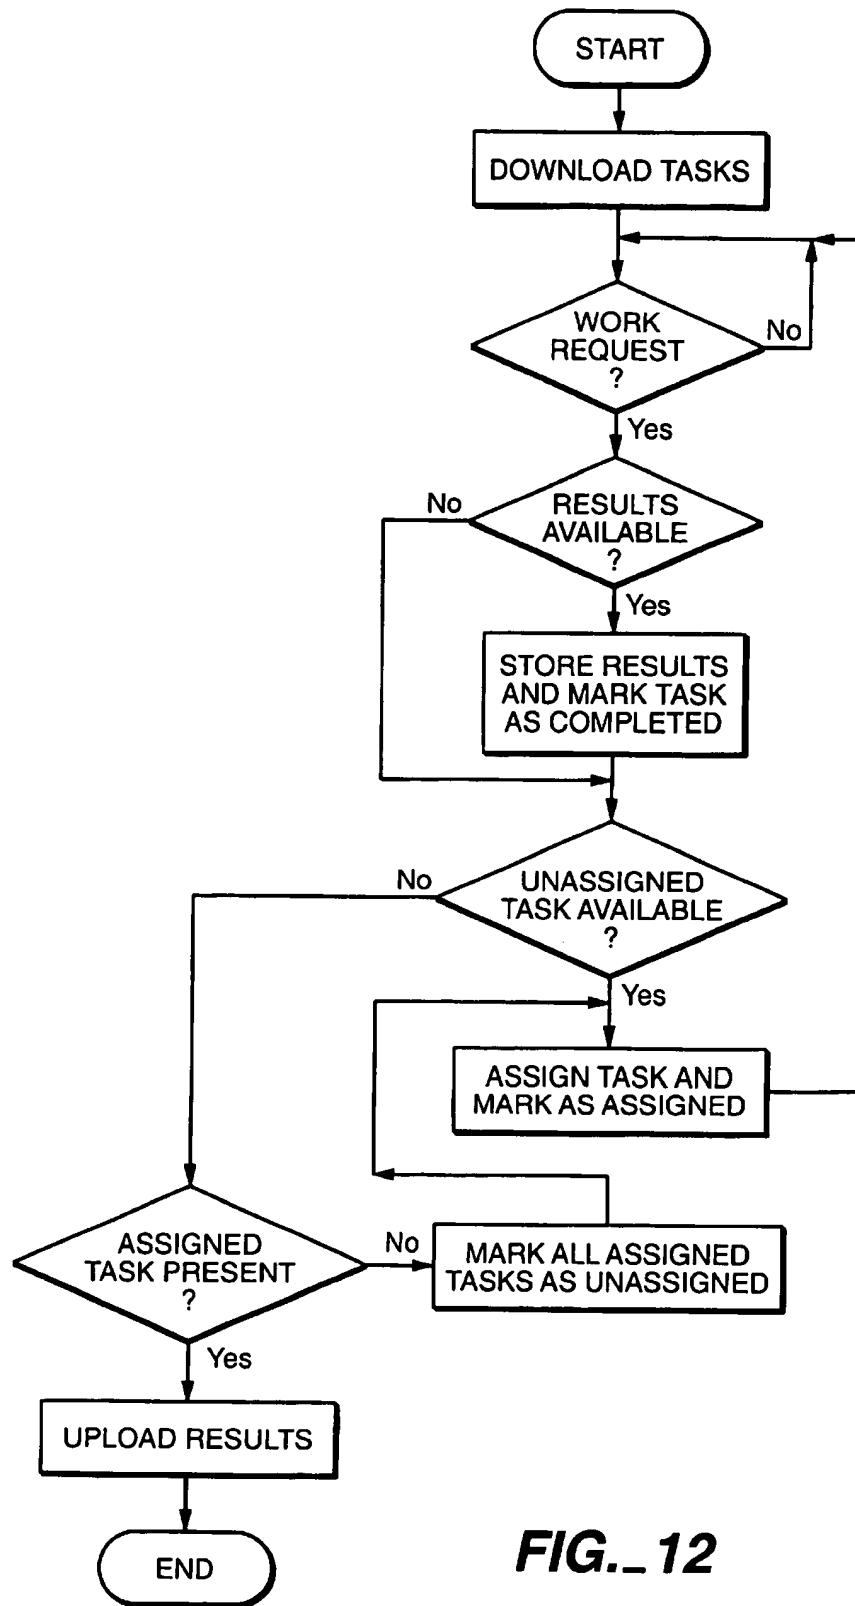 START
DOWNLOAD TASKS
WORK
REQUEST
?
No
Yes
RESULTS
AVAILABLE
?
No
Yes
STORE RESULTS
AND MARK TASK
AS COMPLETED
UNASSIGNED
TASK AVAILABLE
?
No
Yes
ASSIGN TASK AND
MARK AS ASSIGNED
ASSIGNED
TASK PRESENT
?
No
MARK ALL ASSIGNED
TASKS AS UNASSIGNED
Yes
UPLOAD RESULTS
END
FIG._12